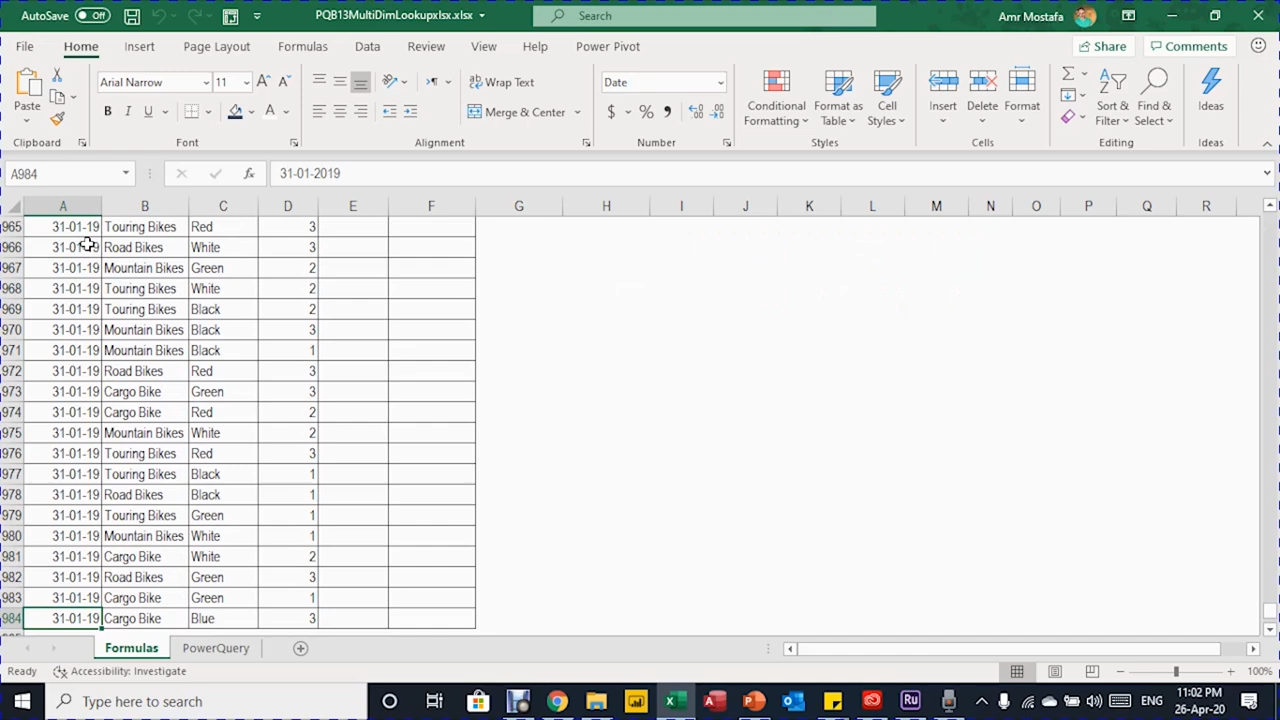 AutoSave Off PQB13MultiDimLookupxlsx.xlsx Search Amr Mostafa
File Home Insert Page Layout Formulas Data Review View Help Power Pivot Share Comments
Paste Arial Narrow 11 Wrap Text Date Conditional Formatting Format as Table Cell Styles Insert Delete Format Sort & Filter Find & Select Ideas
B I U A Merge & Center $ % ,
Clipboard Font Alignment Number Styles Cells Editing Ideas
A984 fx 31-01-2019
A B C D E F G H I J K L M N O P Q R
965 31-01-19 Touring Bikes Red 3
966 31-01-19 Road Bikes White 3
967 31-01-19 Mountain Bikes Green 2
968 31-01-19 Touring Bikes White 2
969 31-01-19 Touring Bikes Black 2
970 31-01-19 Mountain Bikes Black 3
971 31-01-19 Mountain Bikes Black 1
972 31-01-19 Road Bikes Red 3
973 31-01-19 Cargo Bike Green 3
974 31-01-19 Cargo Bike Red 2
975 31-01-19 Mountain Bikes White 2
976 31-01-19 Touring Bikes Red 3
977 31-01-19 Touring Bikes Black 1
978 31-01-19 Road Bikes Black 1
979 31-01-19 Touring Bikes Green 1
980 31-01-19 Mountain Bikes White 1
981 31-01-19 Cargo Bike White 2
982 31-01-19 Road Bikes Green 3
983 31-01-19 Cargo Bike Green 1
984 31-01-19 Cargo Bike Blue 3
Formulas PowerQuery
Ready Accessibility: Investigate 100%
Type here to search ENG 11:02 PM
26-Apr-20